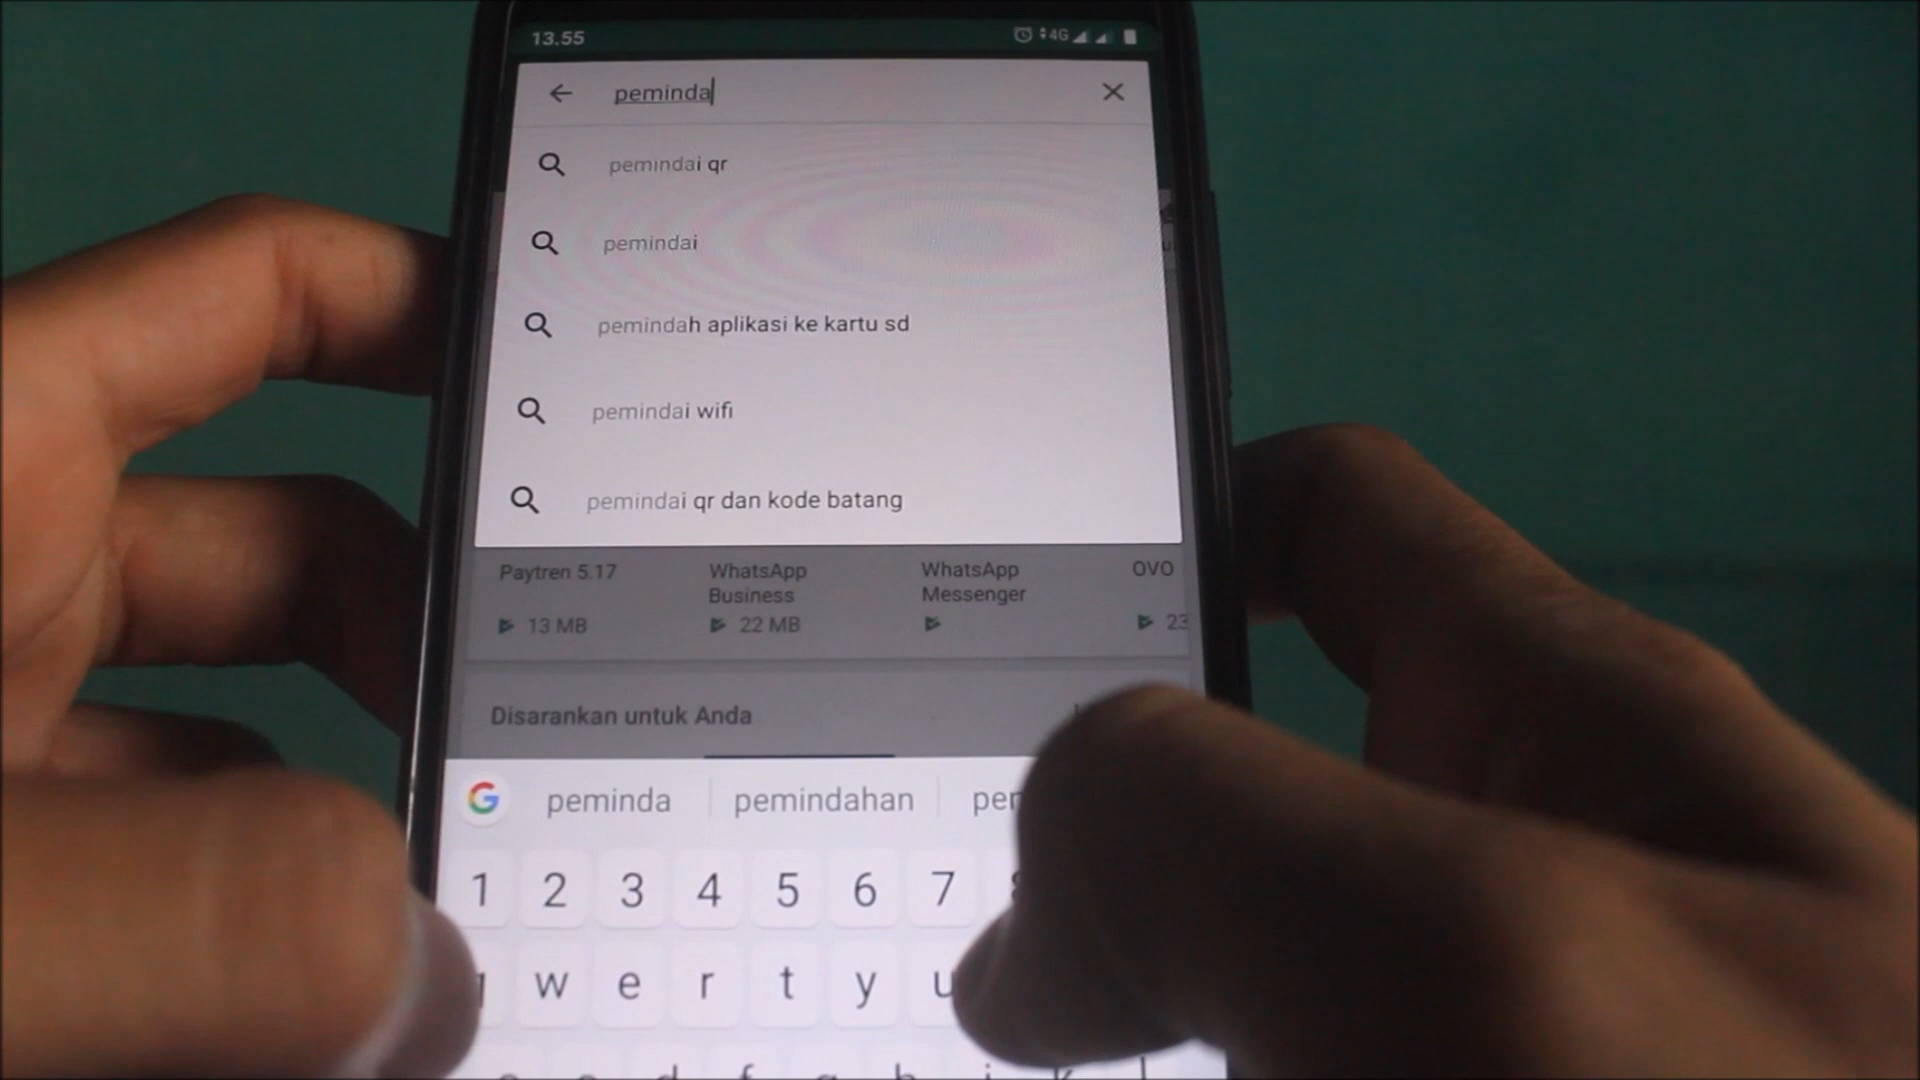 13.55
4G
peminda
pemindai qr
pemindai
pemindah aplikasi ke kartu sd
pemindai wifi
pemindai qr dan kode batang
Paytren 5.17 WhatsApp Business WhatsApp Messenger OVO
13 MB 22 MB 23
Disarankan untuk Anda
G peminda pemindahan pe
1 2 3 4 5 6 7
w e r t y u